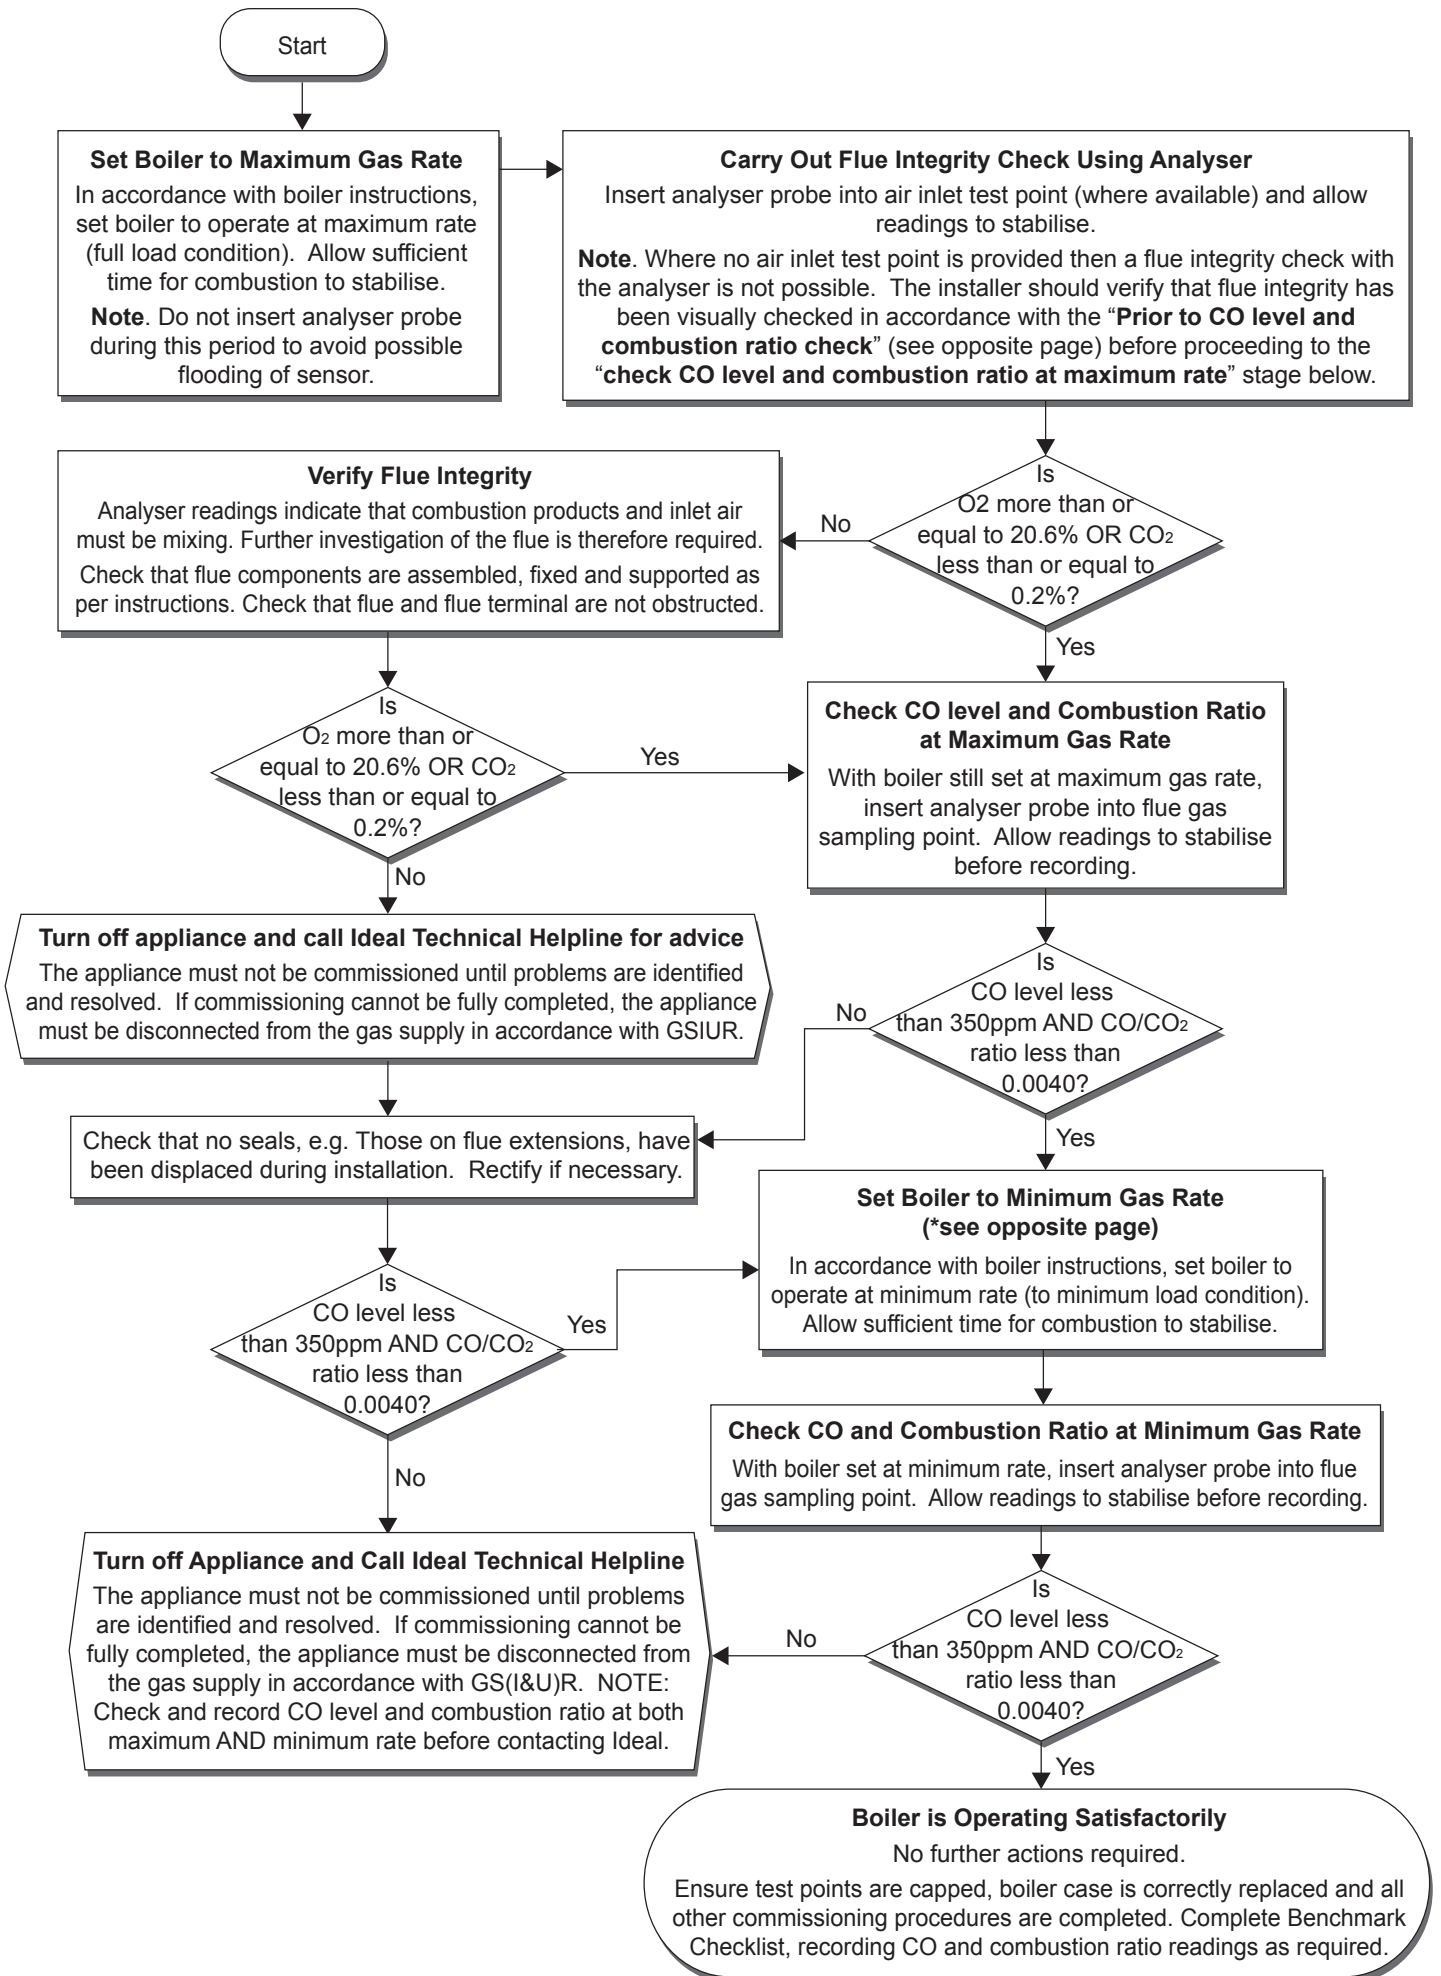 Start
Set Boiler to Maximum Gas Rate
In accordance with boiler instructions,
set boiler to operate at maximum rate
(full load condition).  Allow sufficient
time for combustion to stabilise.
Note. Do not insert analyser probe
during this period to avoid possible
flooding of sensor.
Carry Out Flue Integrity Check Using Analyser
Insert analyser probe into air inlet test point (where available) and allow
readings to stabilise.
Note. Where no air inlet test point is provided then a flue integrity check with
the analyser is not possible.  The installer should verify that flue integrity has
been visually checked in accordance with the “Prior to CO level and
combustion ratio check” (see opposite page) before proceeding to the
“check CO level and combustion ratio at maximum rate” stage below.
Is
O2 more than or
equal to 20.6% OR CO2
less than or equal to
0.2%?
No
Yes
Verify Flue Integrity
Analyser readings indicate that combustion products and inlet air
must be mixing. Further investigation of the flue is therefore required.
Check that flue components are assembled, fixed and supported as
per instructions. Check that flue and flue terminal are not obstructed.
Is
O2 more than or
equal to 20.6% OR CO2
less than or equal to
0.2%?
Yes
No
Check CO level and Combustion Ratio
at Maximum Gas Rate
With boiler still set at maximum gas rate,
insert analyser probe into flue gas
sampling point.  Allow readings to stabilise
before recording.
Turn off appliance and call Ideal Technical Helpline for advice
The appliance must not be commissioned until problems are identified
and resolved.  If commissioning cannot be fully completed, the appliance
must be disconnected from the gas supply in accordance with GSIUR.
Is
CO level less
than 350ppm AND CO/CO2
ratio less than
0.0040?
No
Yes
Check that no seals, e.g. Those on flue extensions, have
been displaced during installation.  Rectify if necessary.
Set Boiler to Minimum Gas Rate
(*see opposite page)
In accordance with boiler instructions, set boiler to
operate at minimum rate (to minimum load condition).
Allow sufficient time for combustion to stabilise.
Is
CO level less
than 350ppm AND CO/CO2
ratio less than
0.0040?
Yes
No
Check CO and Combustion Ratio at Minimum Gas Rate
With boiler set at minimum rate, insert analyser probe into flue
gas sampling point.  Allow readings to stabilise before recording.
Turn off Appliance and Call Ideal Technical Helpline
The appliance must not be commissioned until problems
are identified and resolved.  If commissioning cannot be
fully completed, the appliance must be disconnected from
the gas supply in accordance with GS(I&U)R.  NOTE:
Check and record CO level and combustion ratio at both
maximum AND minimum rate before contacting Ideal.
Is
CO level less
than 350ppm AND CO/CO2
ratio less than
0.0040?
No
Yes
Boiler is Operating Satisfactorily
No further actions required.
Ensure test points are capped, boiler case is correctly replaced and all
other commissioning procedures are completed. Complete Benchmark
Checklist, recording CO and combustion ratio readings as required.